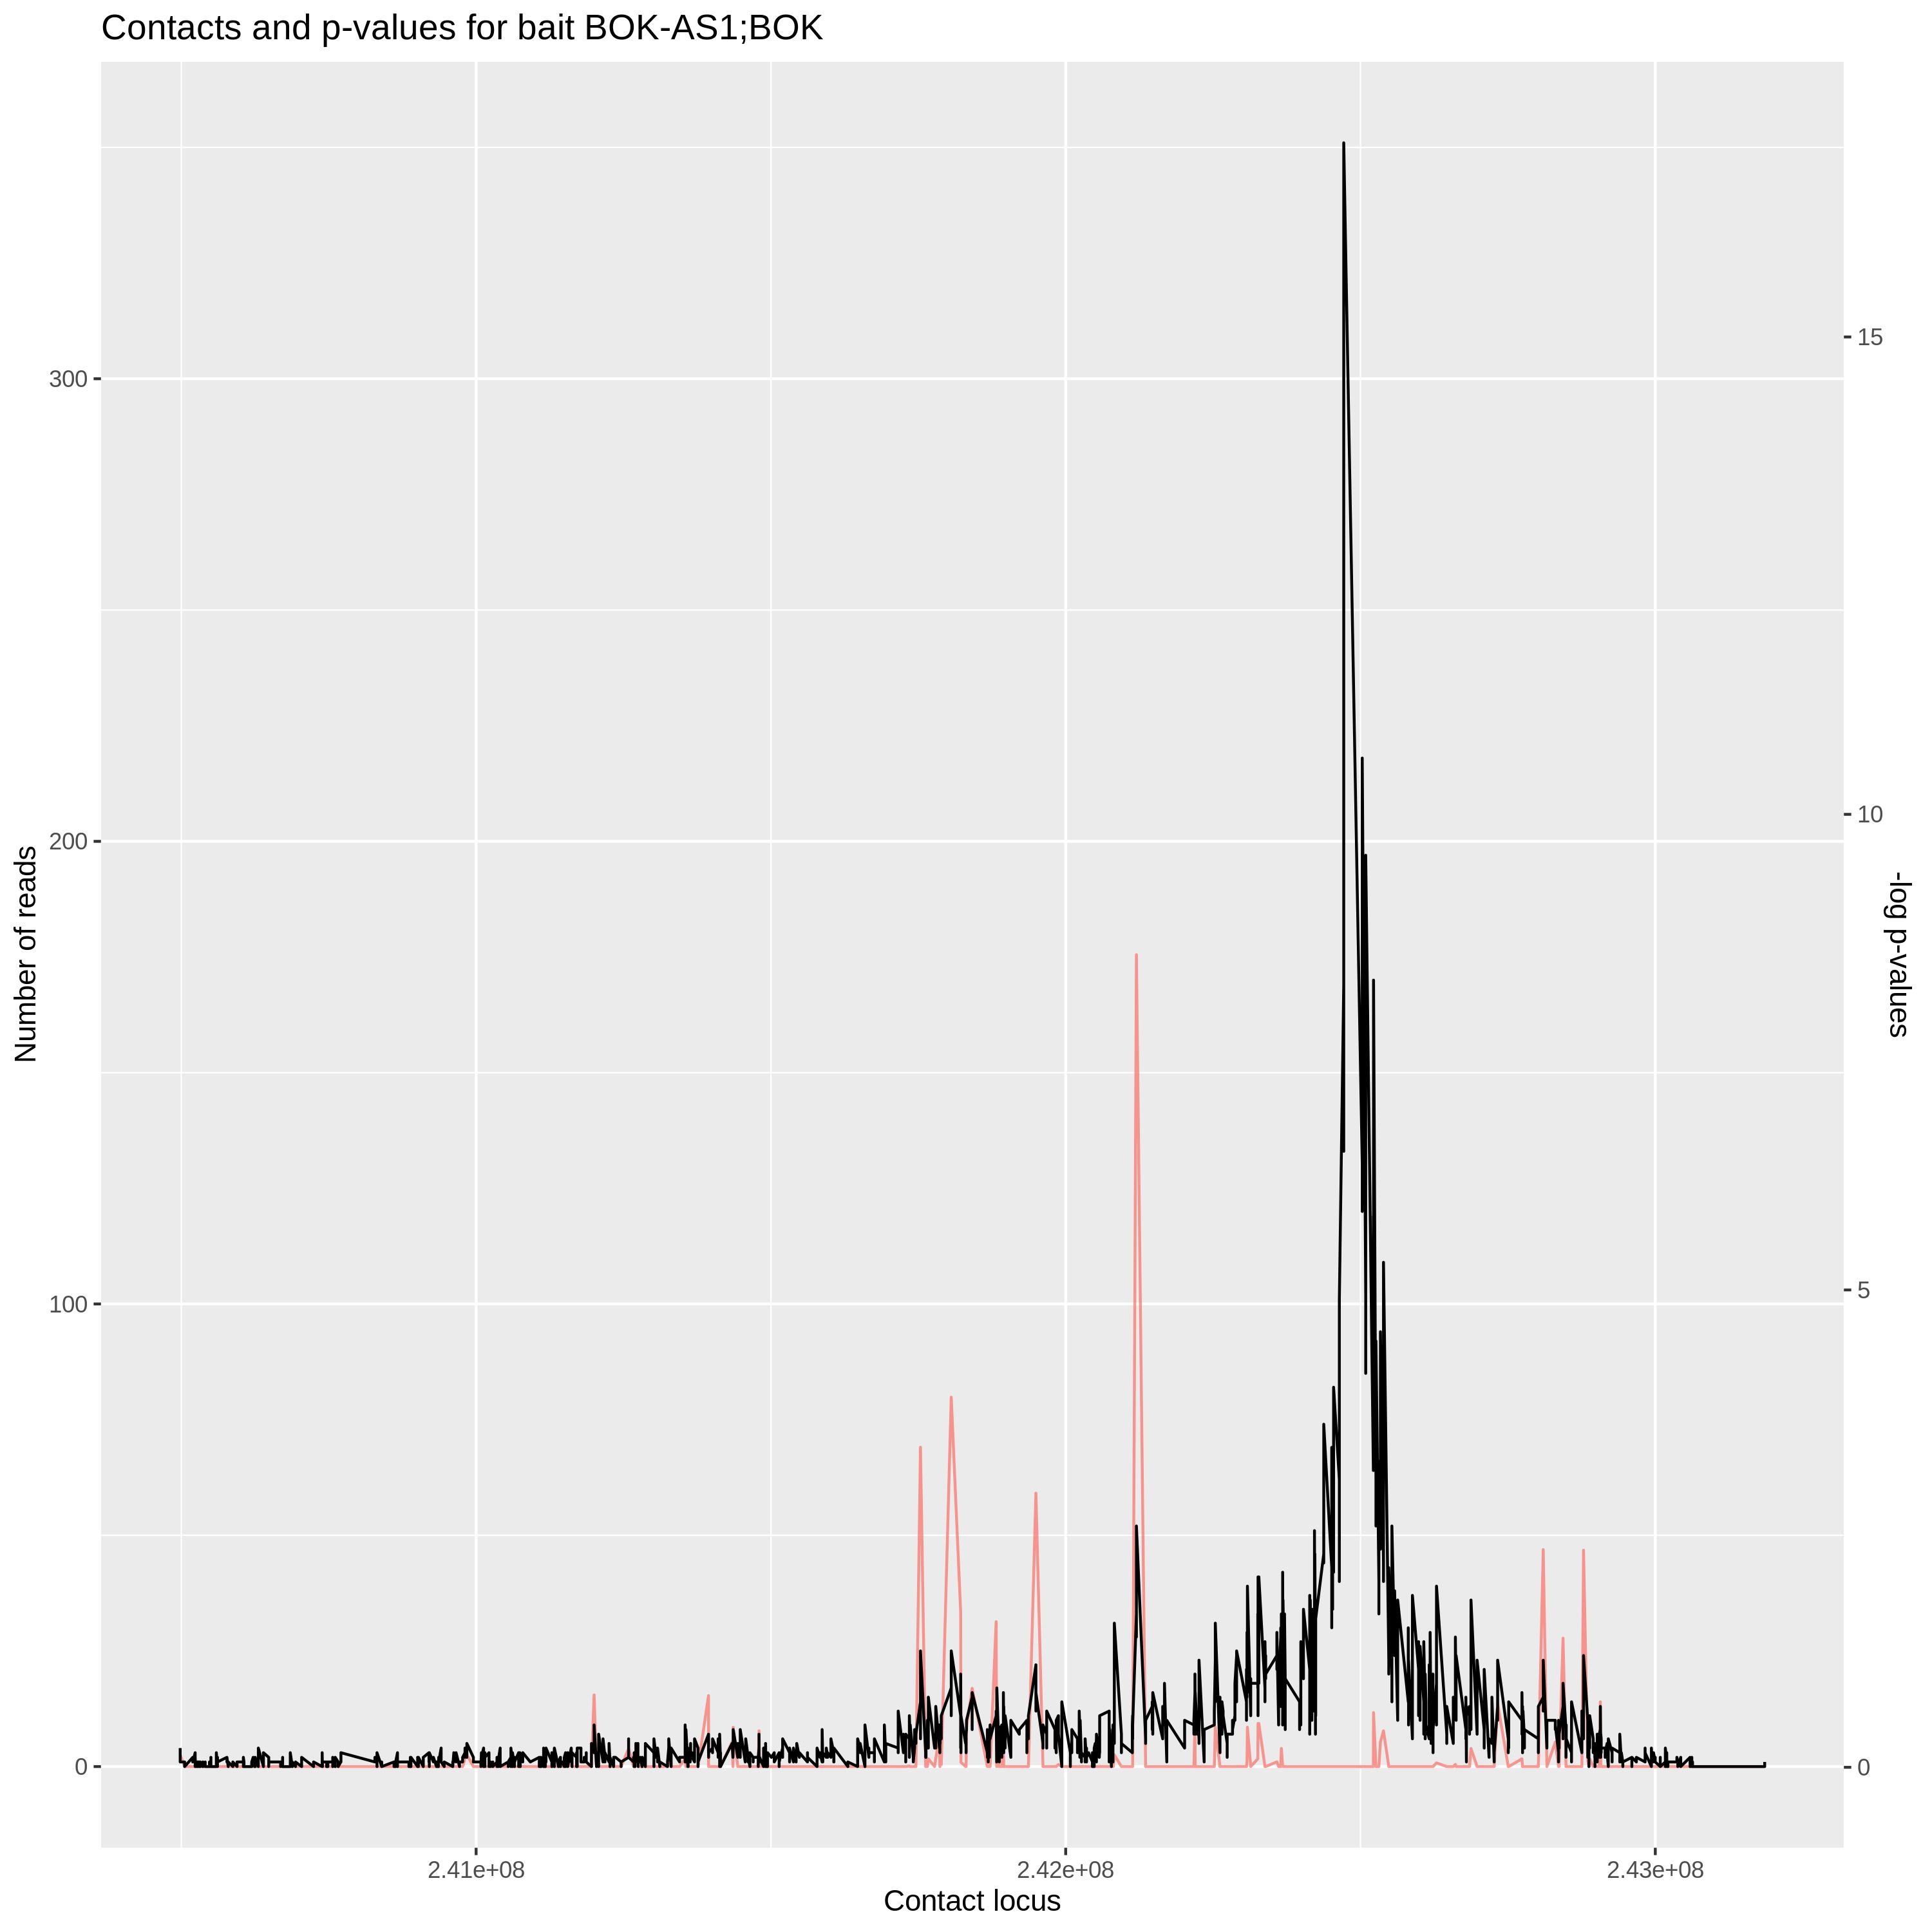 Contacts and p-values for bait BOK-AS1;BOK
Number of reads
300
200
100
0
15
10
5
0
-log p-values
2.41e+08
2.42e+08
2.43e+08
Contact locus